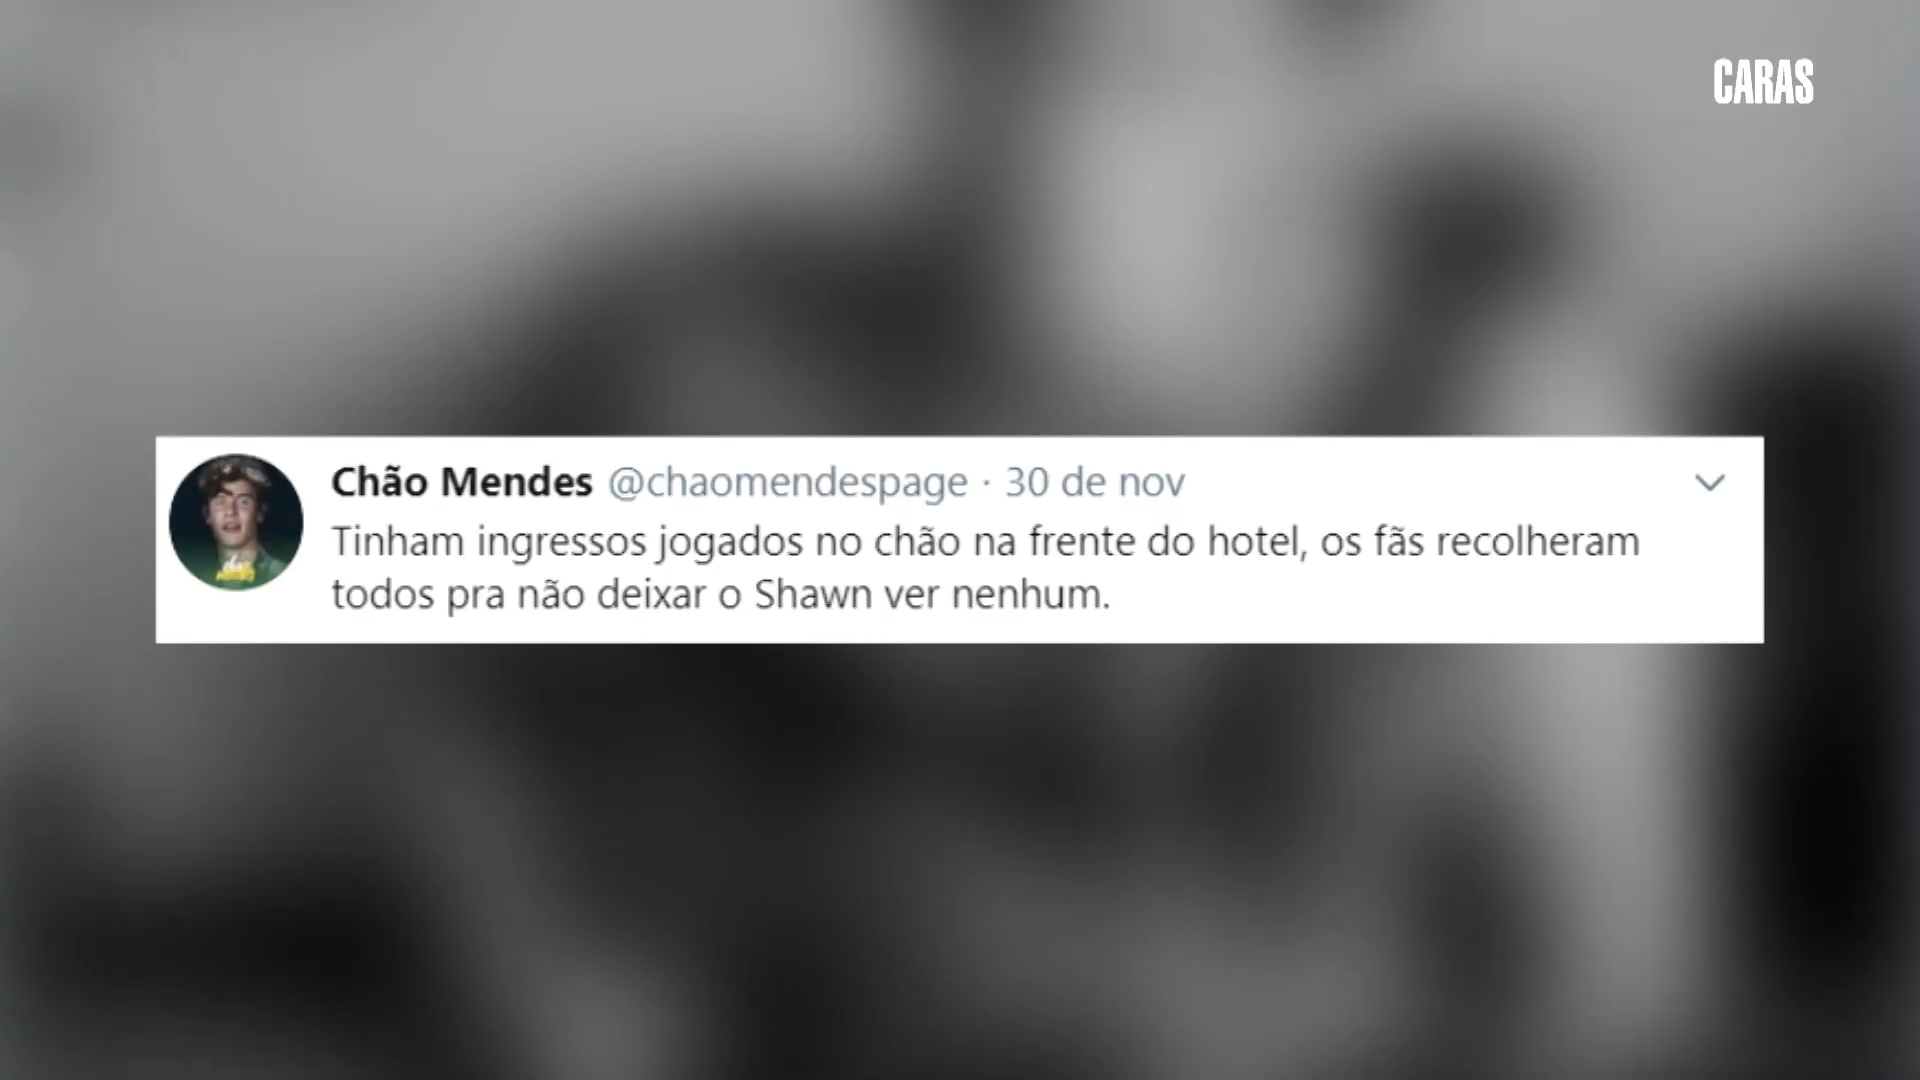 CARAS
Chão Mendes @chaomendespage · 30 de nov
Tinham ingressos jogados no chão na frente do hotel, os fãs recolheram
todos pra não deixar o Shawn ver nenhum.